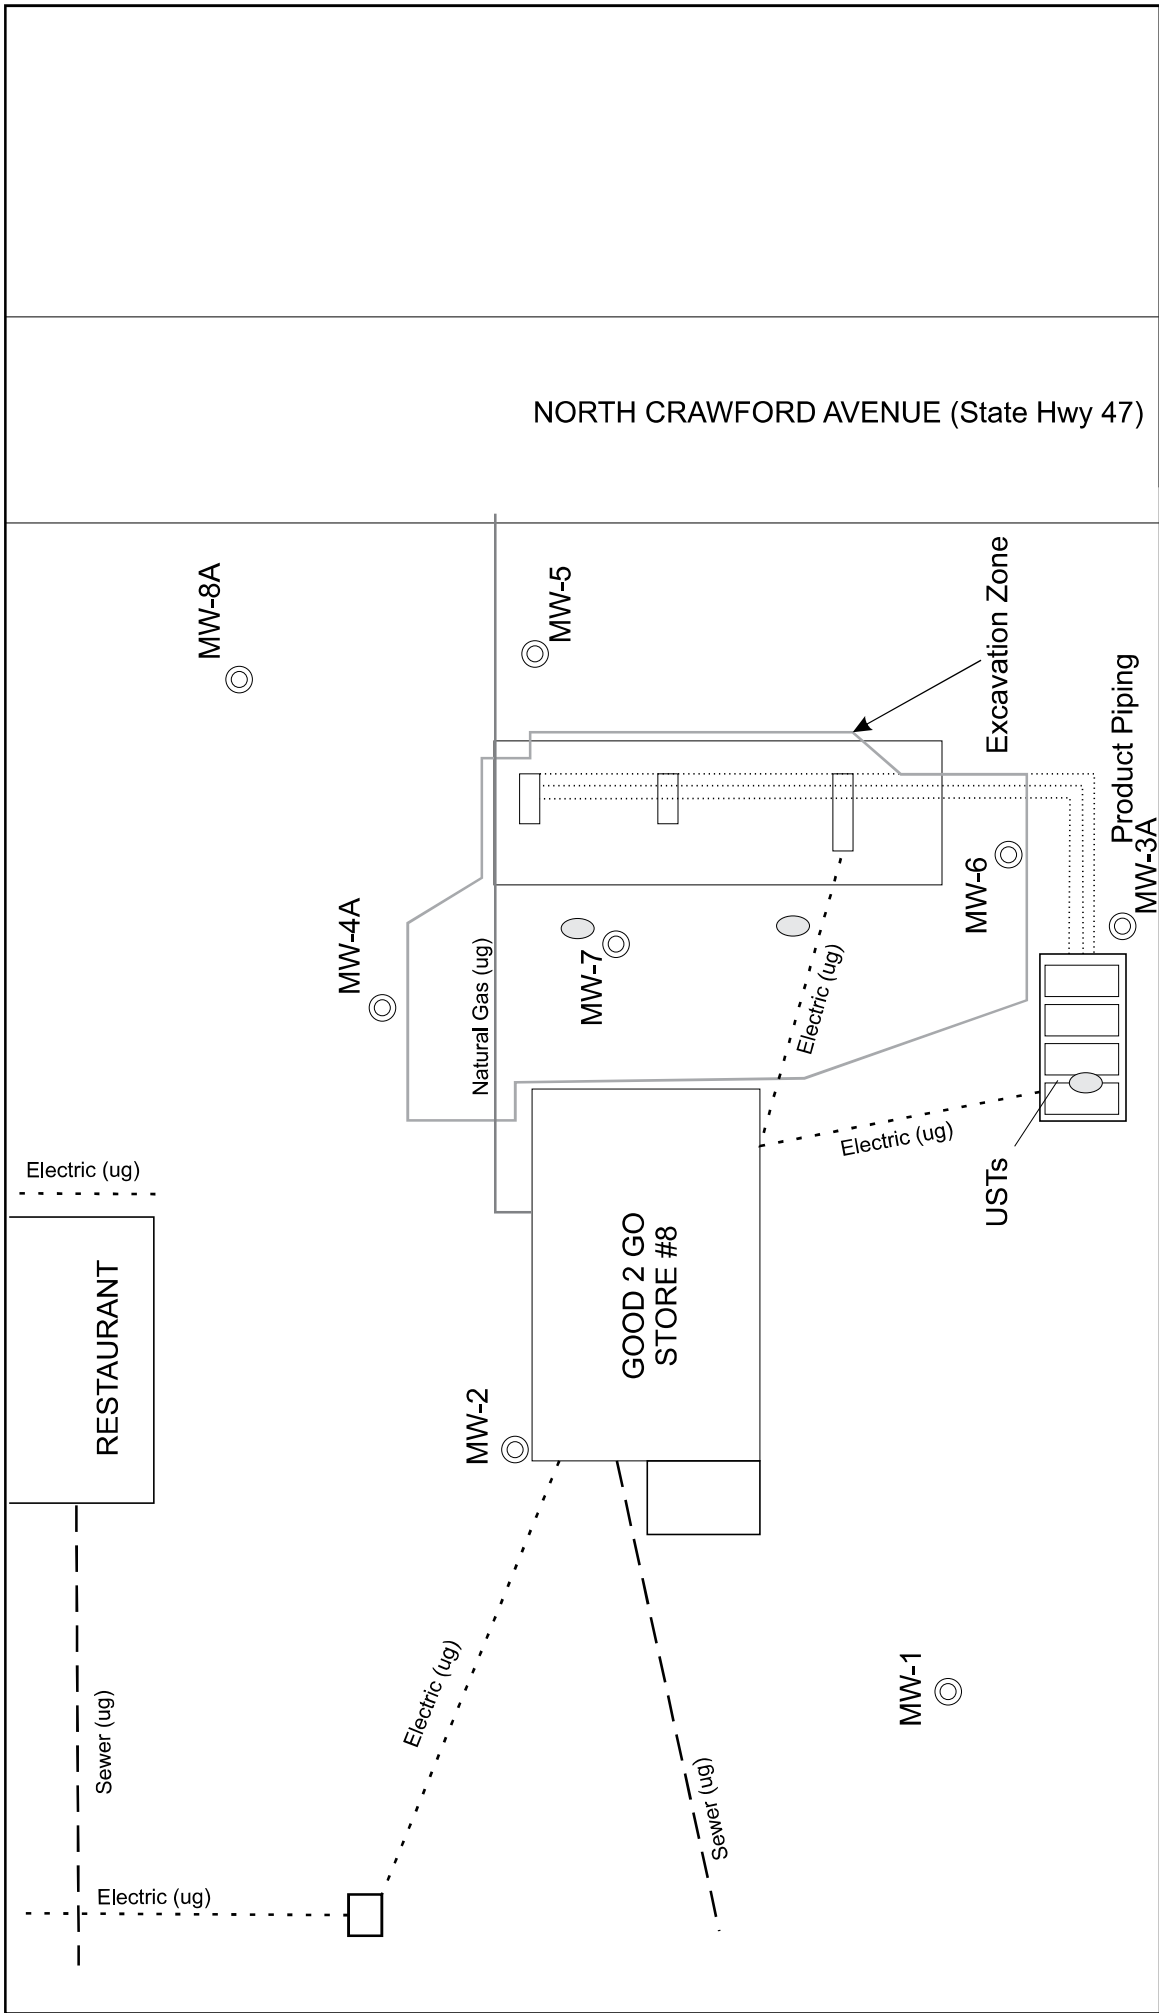 NORTH CRAWFORD AVENUE (State Hwy 47)
MW-8A
MW-5
Excavation Zone
Product Piping
MW-3A
MW-6
MW-4A
MW-7
Natural Gas (ug)
Electric (ug)
Electric (ug)
USTs
Electric (ug)
RESTAURANT
GOOD 2 GO
STORE #8
MW-2
Electric (ug)
Sewer (ug)
MW-1
Sewer (ug)
Electric (ug)